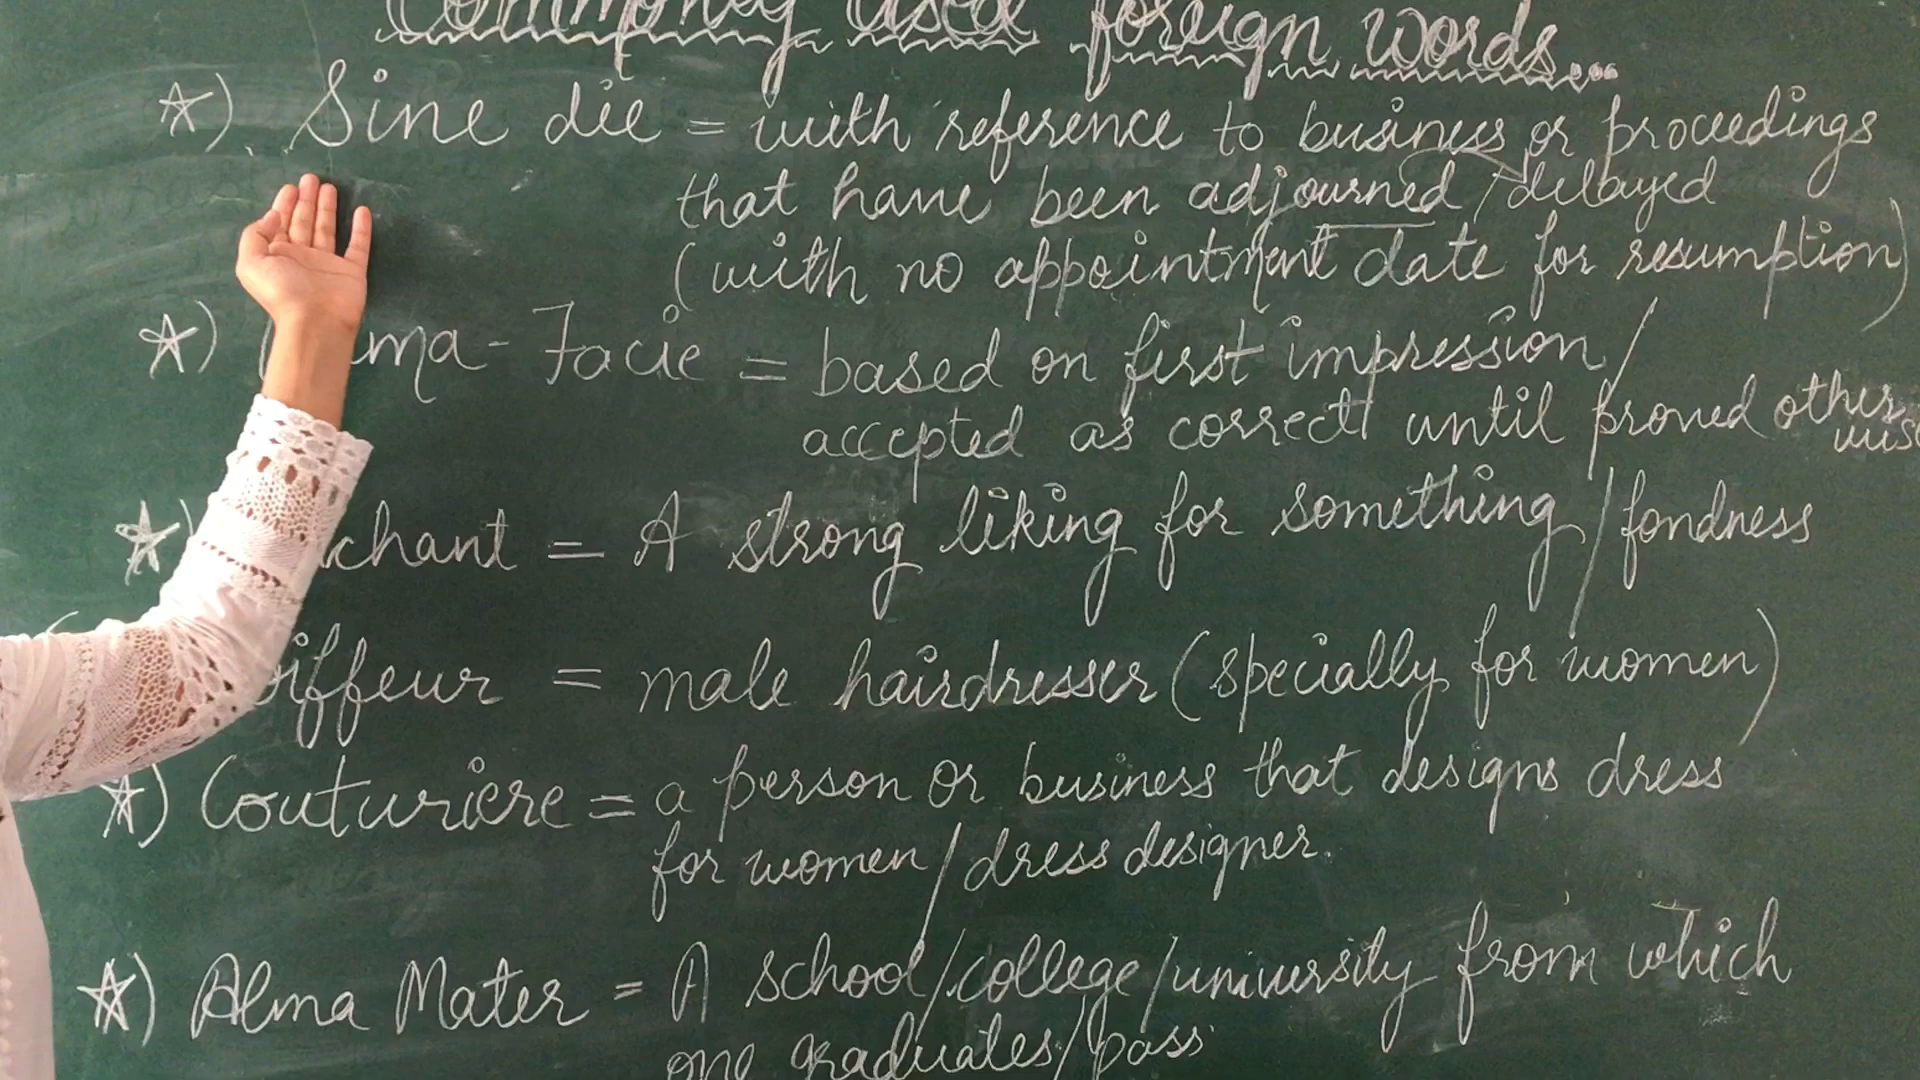 Commonly used foreign words...
*) Sine die = with reference to business or proceedings
that have been adjourned / delayed
(with no appointment date for resumption)
*) ma - Facie = based on first impression /
accepted as correct until proved otherwise
*) chant = A strong liking for something / fondness
iffeur = male hairdresser (specially for women)
*) Couturiere = a person or business that designs dress
for women / dress designer.
*) Alma Mater = A school/college/university from which
one graduates/pass